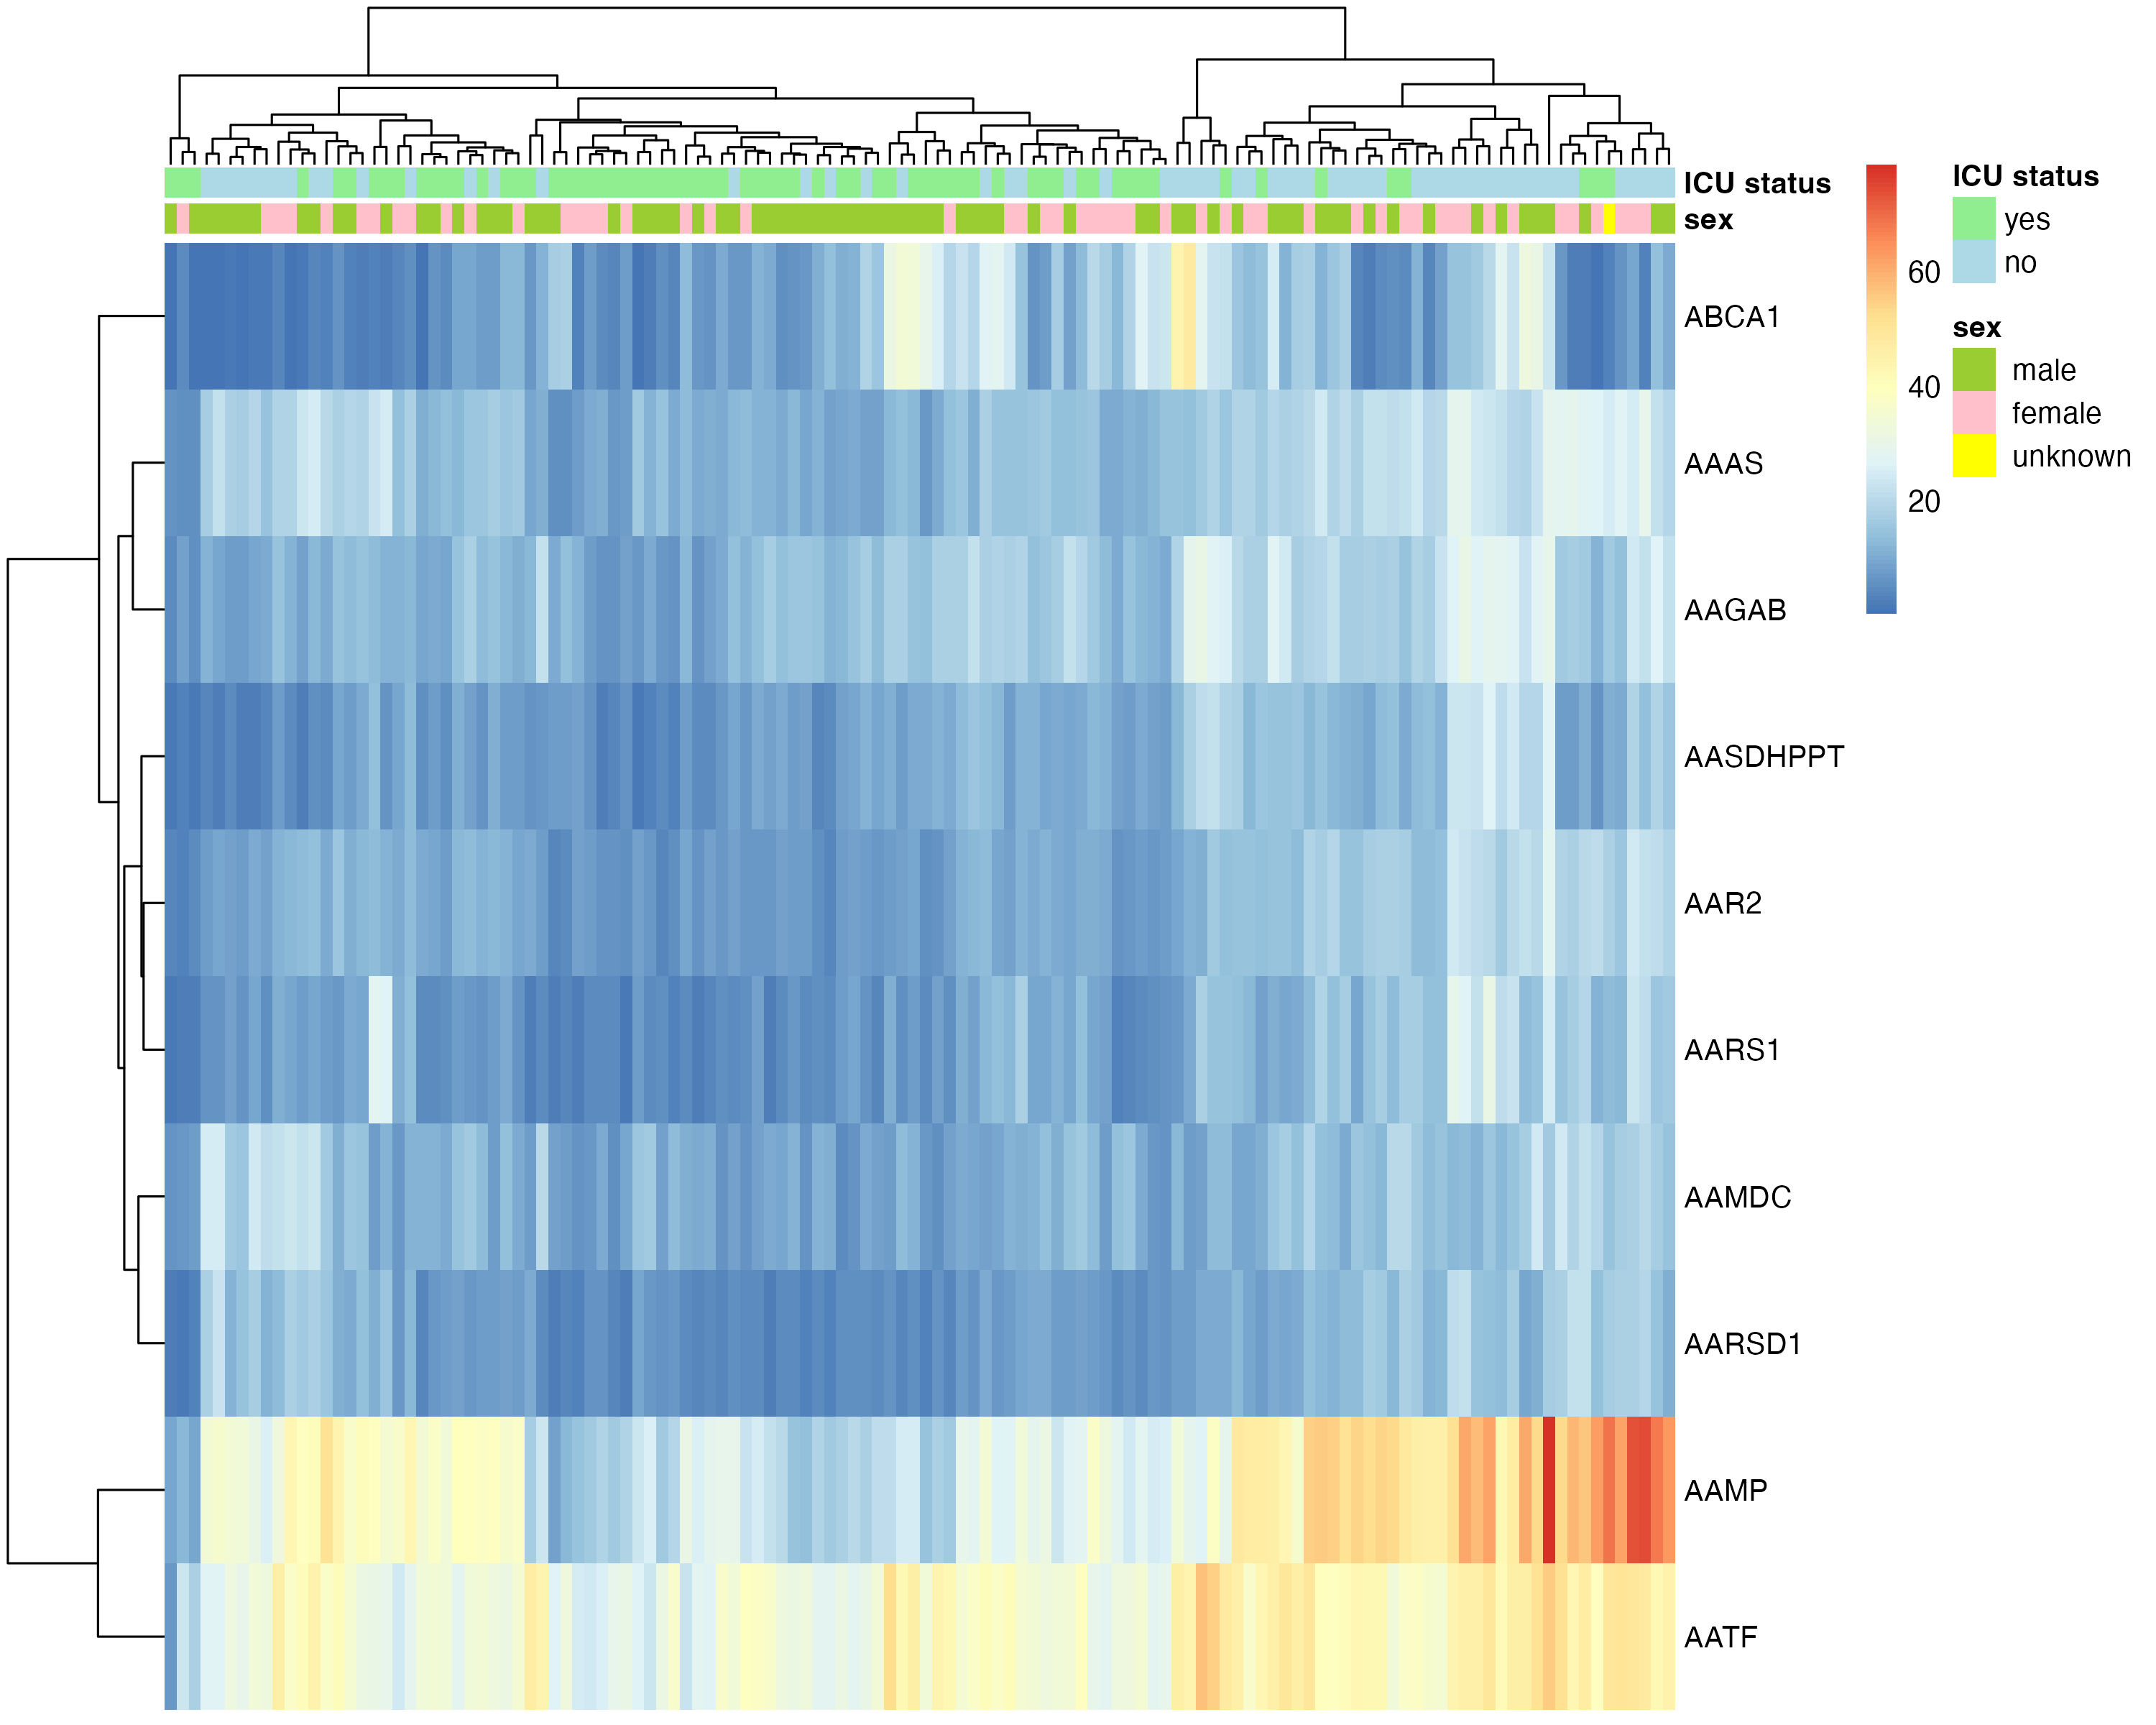 ICU status
sex
ABCA1
AAAS
AAGAB
AASDHPPT
AAR2
AARS1
AAMDC
AARSD1
AAMP
AATF
60
40
20
ICU status
yes
no
sex
male
female
unknown